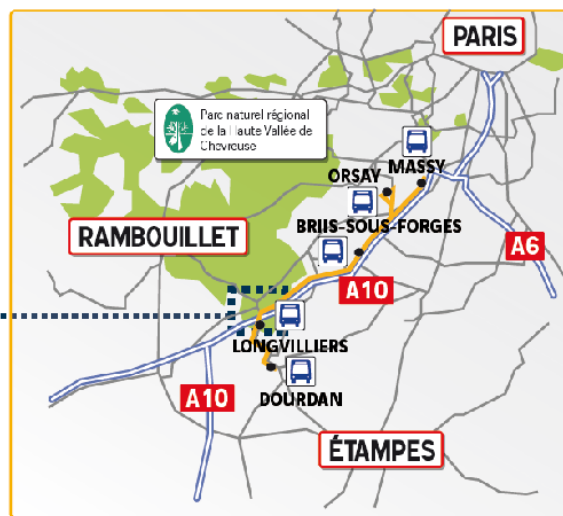 PARIS
Parc naturel régional
de la Haute Vallée de
Chevreuse
MASSY
ORSAY
BRIIS-SOUS-FORGES
RAMBOUILLET
A6
A10
LONGVILLIERS
DOURDAN
A10
ÉTAMPES